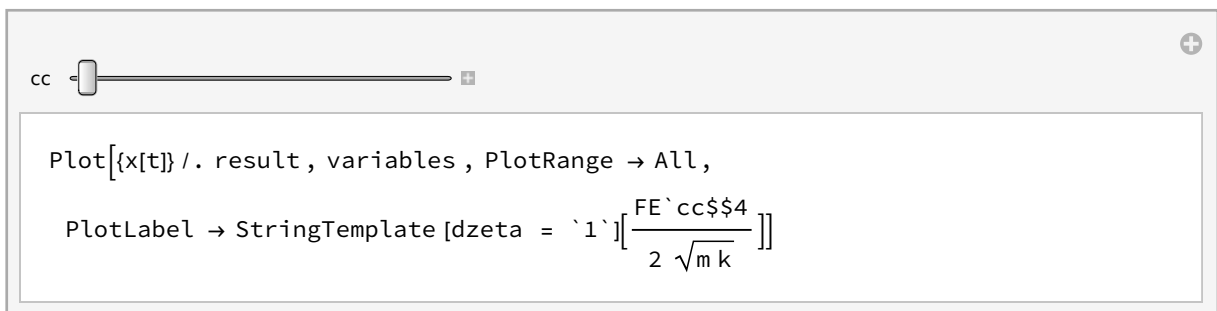 cc
Plot[{x[t]} /. result, variables, PlotRange → All,
PlotLabel → StringTemplate[dzeta = `1`][FE`cc$$4 / 2 √m k]]